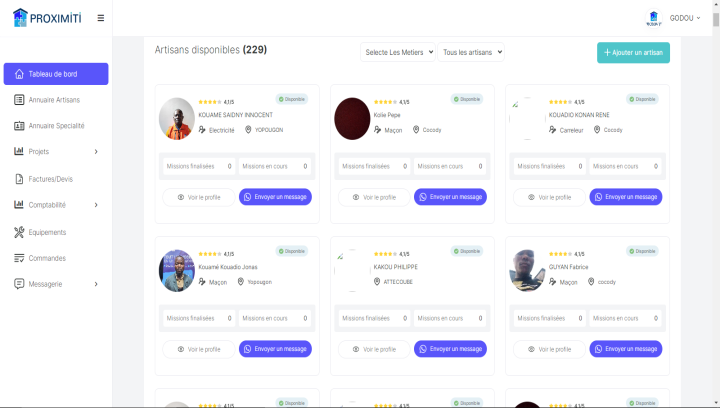 PROXIMITI
GODOU
Artisans disponibles (229)
Selecte Les Metiers
Tous les artisans
+ Ajouter un artisan
Tableau de bord
Annuaire Artisans
Annuaire Specialité
Projets
Factures/Devis
Comptabilité
Equipements
Commandes
Messagerie
4,1/5
Disponible
KOUAME SAIDNY INNOCENT
Electricité
YOPOUGON
Missions finalisées 0
Missions en cours 0
Voir le profile
Envoyer un message
4,1/5
Disponible
Kolie Pepe
Maçon
Cocody
Missions finalisées 0
Missions en cours 0
Voir le profile
Envoyer un message
4,1/5
Disponible
KOUADIO KONAN RENE
Carreleur
Cocody
Missions finalisées 0
Missions en cours 0
Voir le profile
Envoyer un message
4,1/5
Disponible
Kouamé Kouadio Jonas
Maçon
Yopougon
Missions finalisées 0
Missions en cours 0
Voir le profile
Envoyer un message
4,1/5
Disponible
KAKOU PHILIPPE
ATTECOUBE
Missions finalisées 0
Missions en cours 0
Voir le profile
Envoyer un message
4,1/5
Disponible
GUYAN Fabrice
Maçon
cocody
Missions finalisées 0
Missions en cours 0
Voir le profile
Envoyer un message
4,1/5
Disponible
4,1/5
Disponible
4,1/5
Disponible